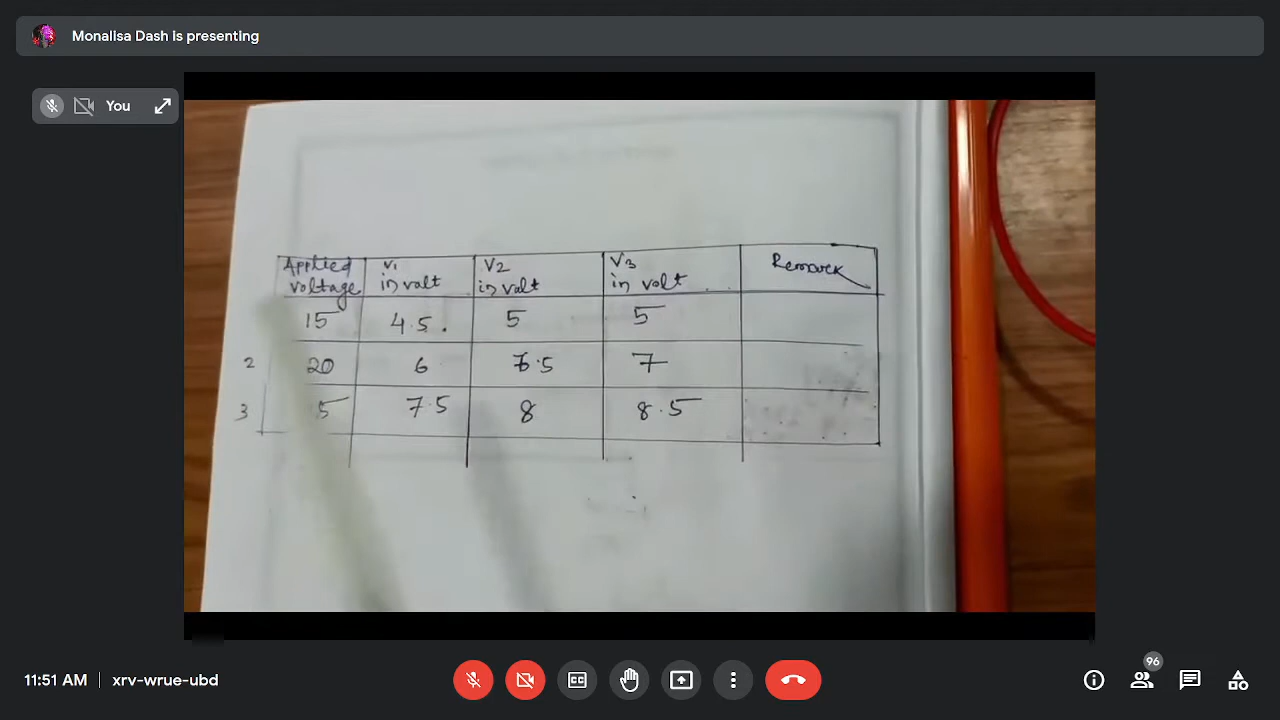 Monalisa Dash is presenting
You
Applied voltage V1 in volt V2 in volt V3 in volt Remark
15 4.5 5 5
2 20 6 6.5 7
3 5 7.5 8 8.5
96
11:51 AM | xrv-wrue-ubd